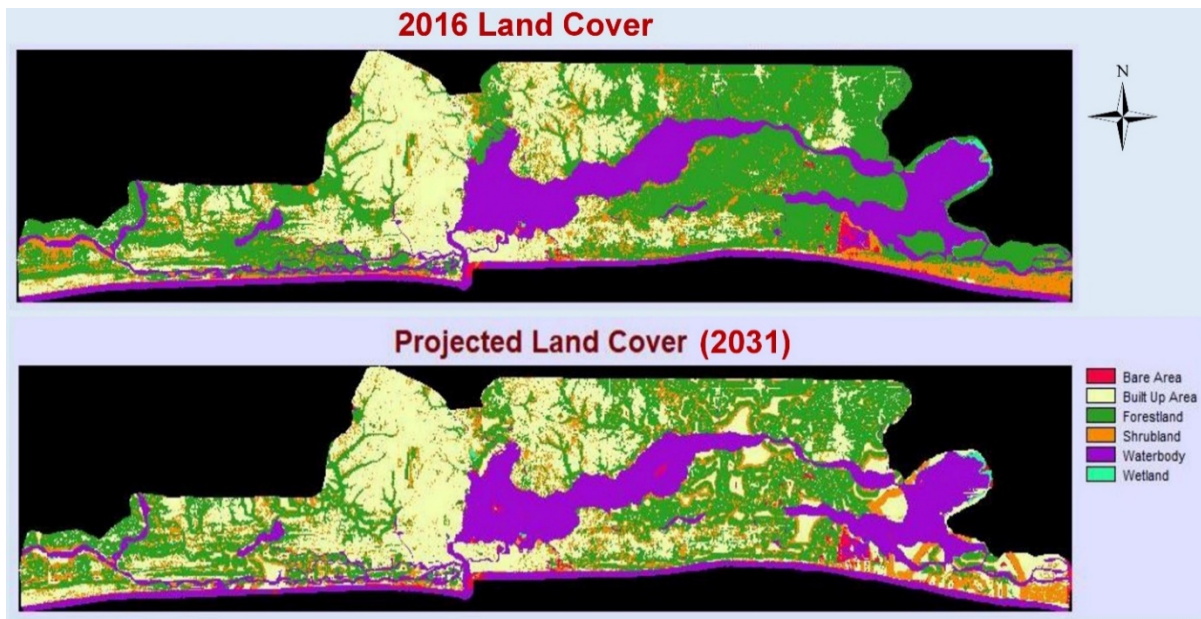 2016 Land Cover
N
Projected Land Cover (2031)
Bare Area
Built Up Area
Forestland
Shrubland
Waterbody
Wetland